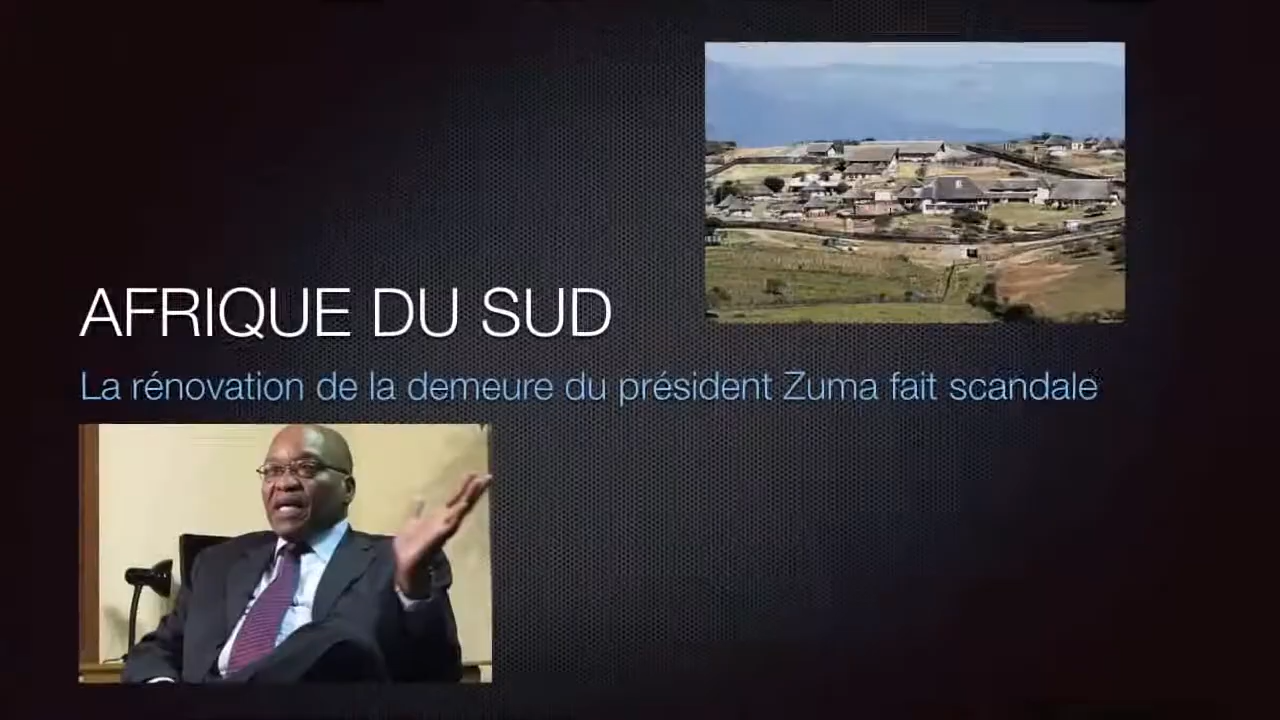 AFRIQUE DU SUD
La rénovation de la demeure du président Zuma fait scandale